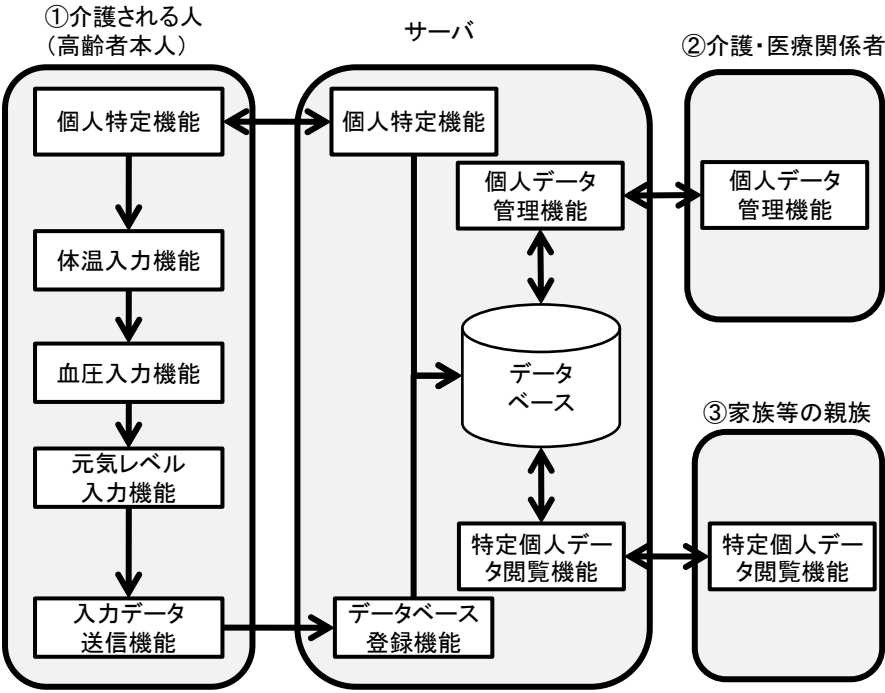 ①介護される人
（高齢者本人）
個人特定機能
体温入力機能
血圧入力機能
元気レベル
入力機能
入力データ
送信機能
サーバ
個人特定機能
個人データ
管理機能
データ
ベース
特定個人デー
タ閲覧機能
データベース
登録機能
②介護・医療関係者
個人データ
管理機能
③家族等の親族
特定個人デー
タ閲覧機能